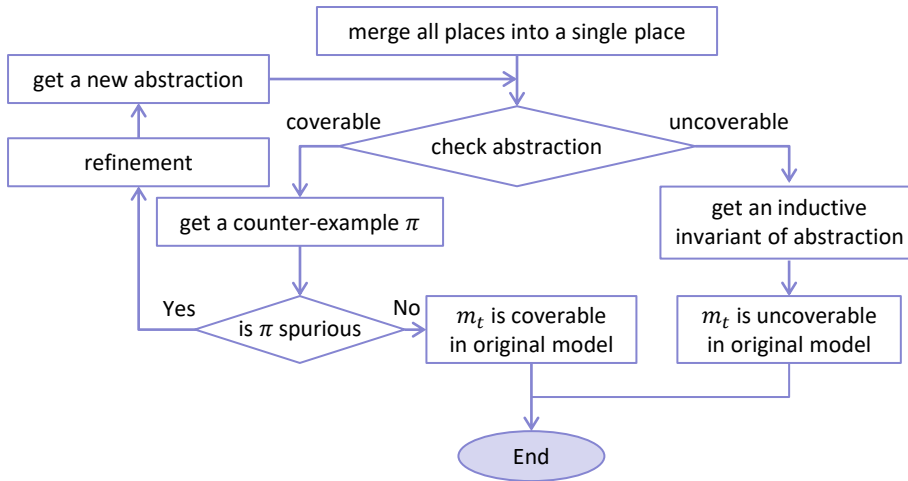 merge all places into a single place
get a new abstraction
coverable
uncoverable
check abstraction
refinement
get a counter-example π
get an inductive
invariant of abstraction
Yes
No
is π spurious
m_t is coverable
in original model
m_t is uncoverable
in original model
End